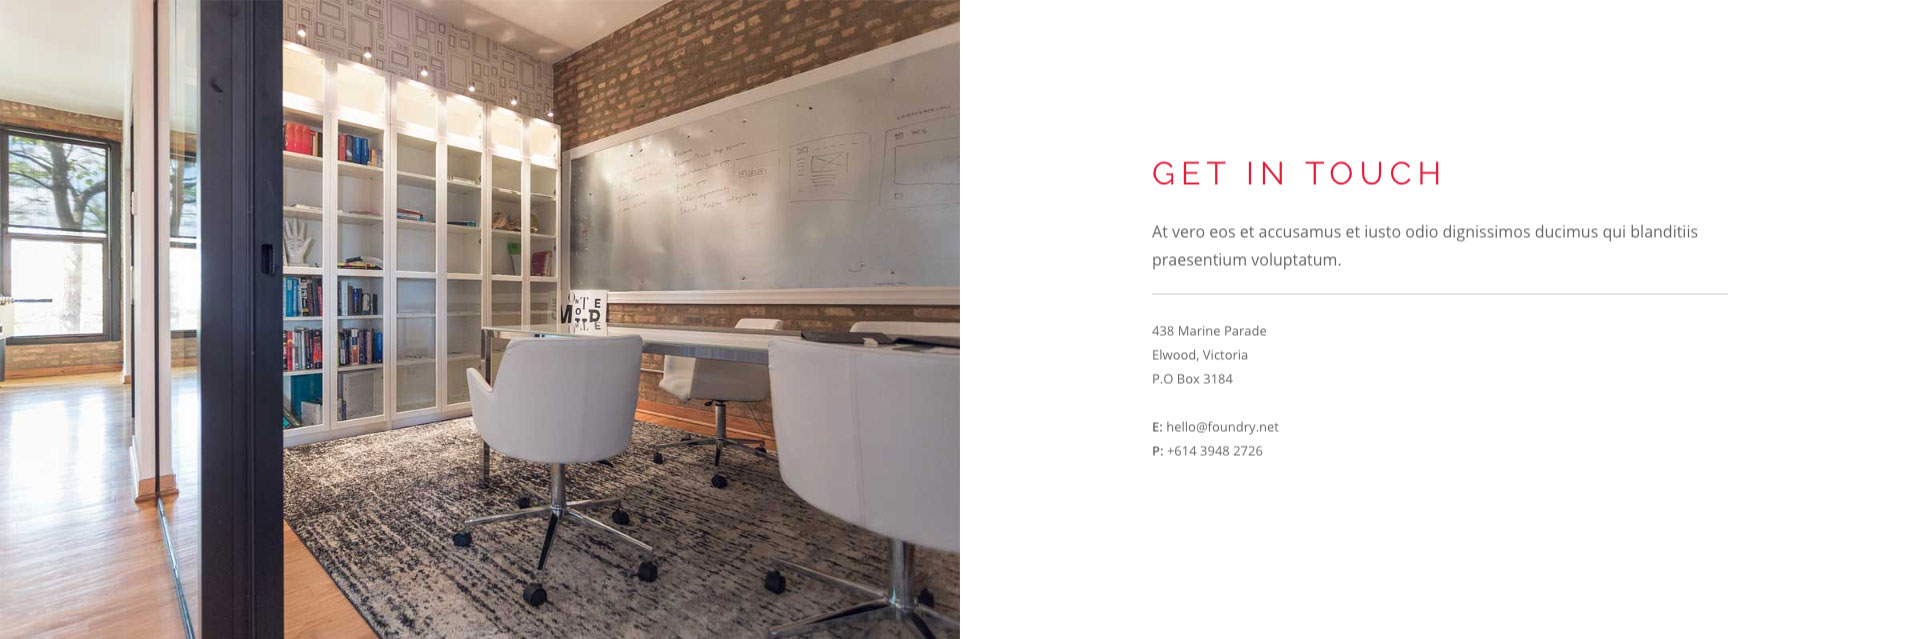 GET IN TOUCH
At vero eos et accusamus et iusto odio dignissimos ducimus qui blanditiis
praesentium voluptatum.
438 Marine Parade
Elwood, Victoria
P.O Box 3184
E: hello@foundry.net
P: +614 3948 2726